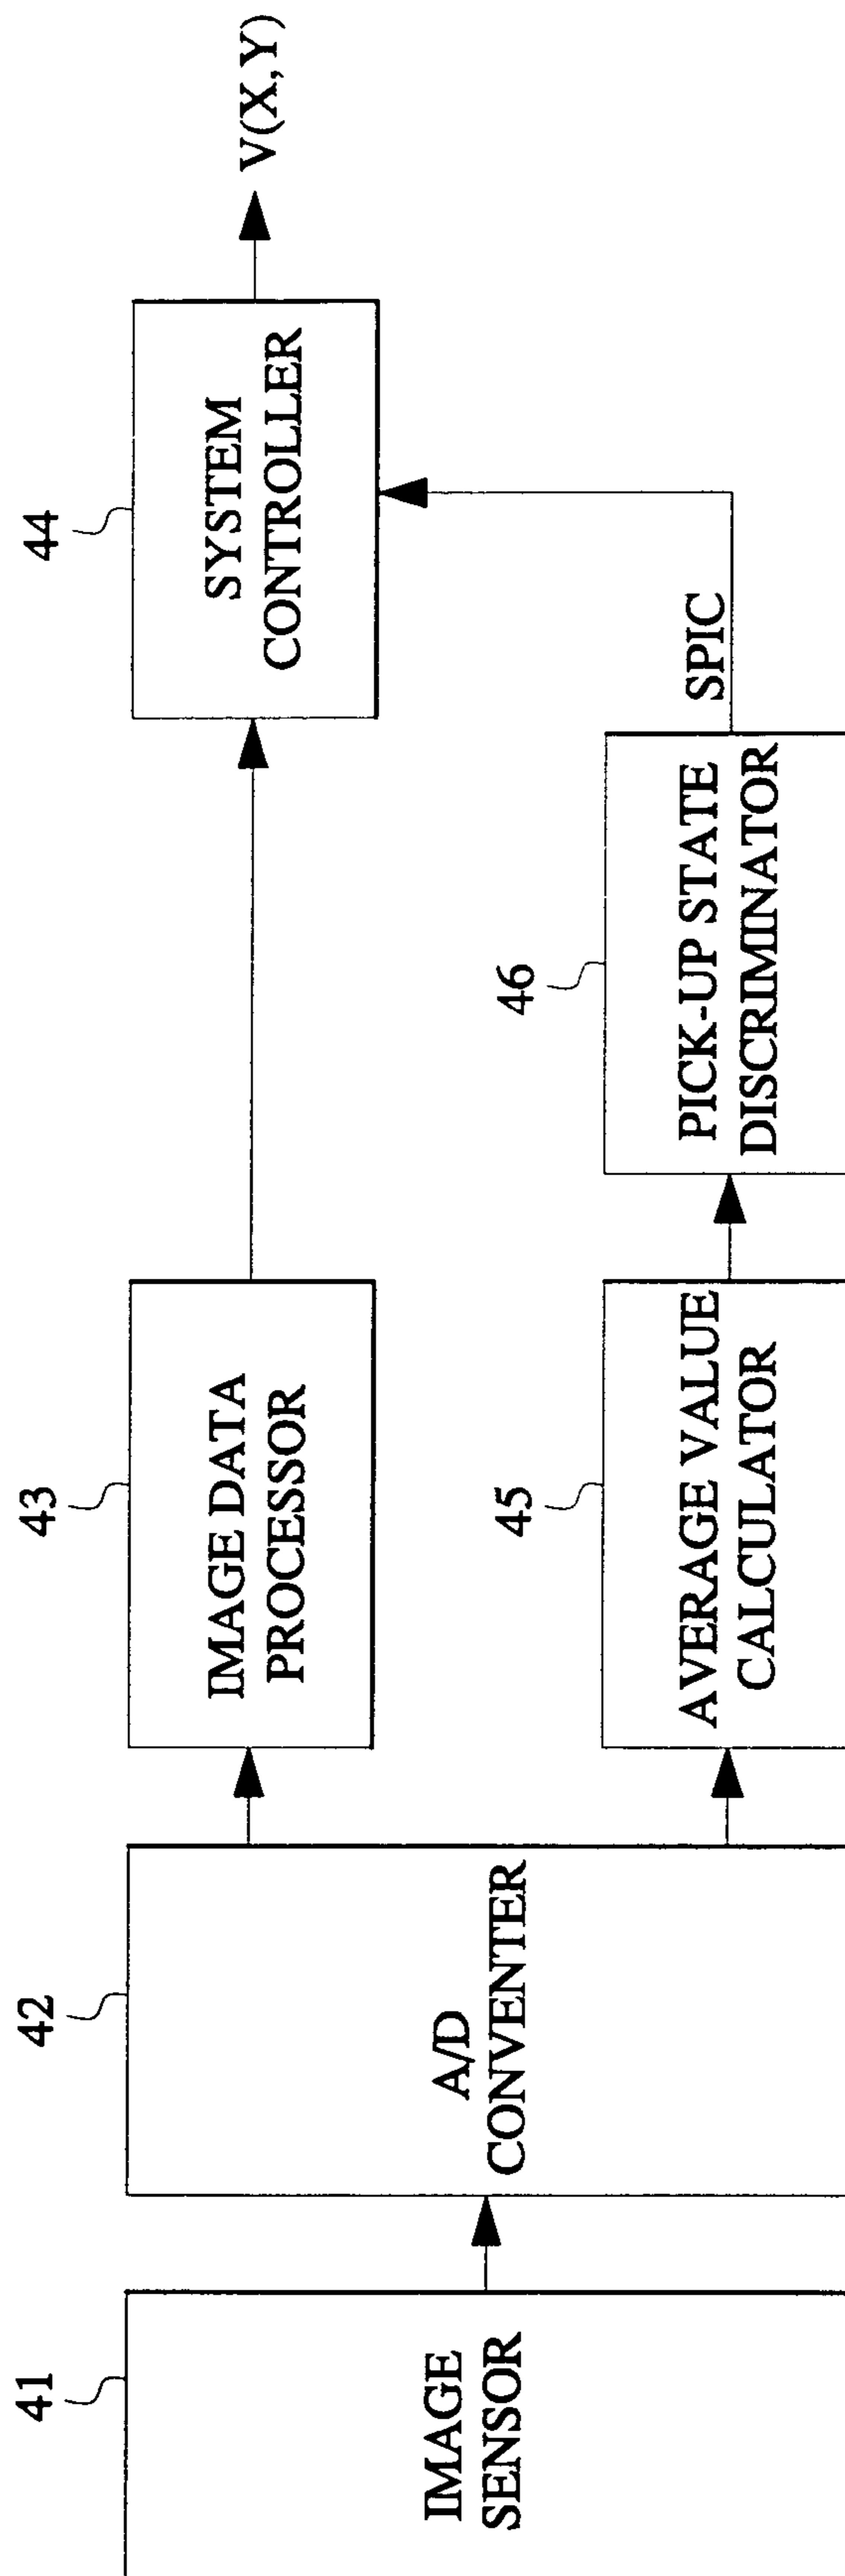 41
IMAGE
SENSOR
42
A/D
CONVENTER
43
IMAGE DATA
PROCESSOR
44
SYSTEM
CONTROLLER
V(X,Y)
45
AVERAGE VALUE
CALCULATOR
46
PICK-UP STATE
DISCRIMINATOR
SPIC